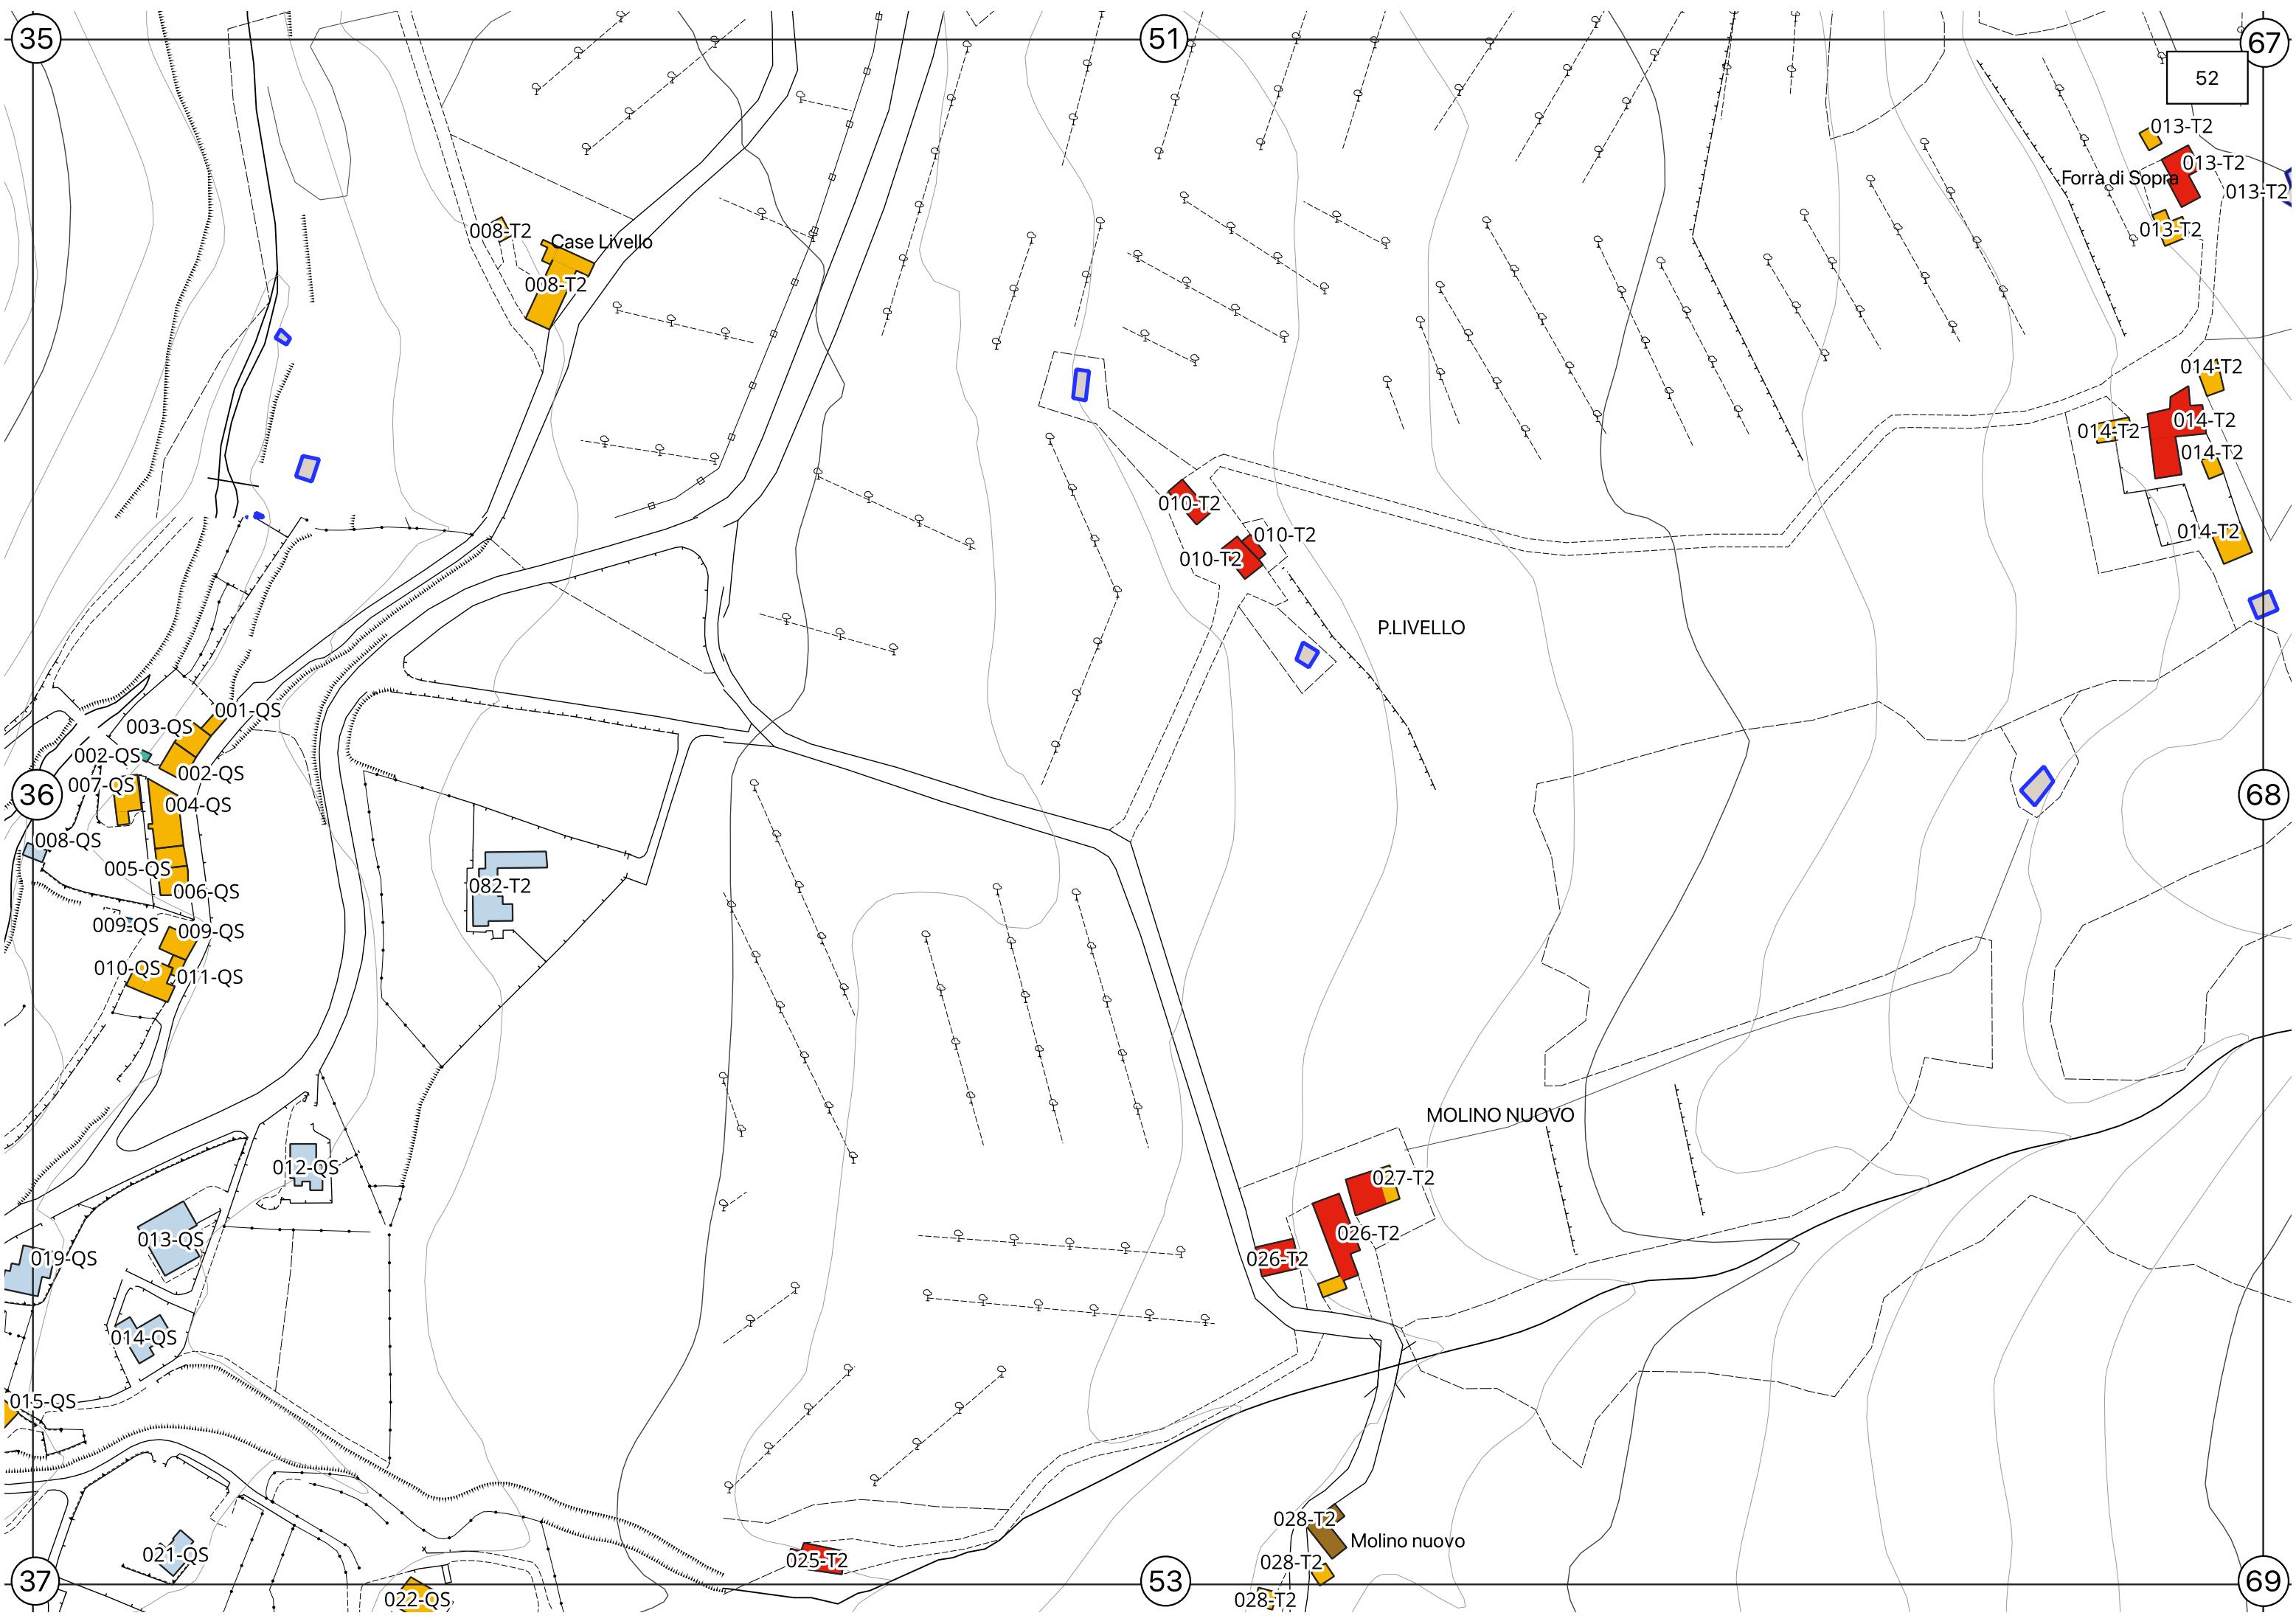 35
51
67
52
013-T2
013-T2
Forra di Sopra
013-T2
008-T2
Case Livello
013-T2
008-T2
014-T2
014-T2
014-T2
014-T2
010-T2
014-T2
010-T2
010-T2
P.LIVELLO
001-QS
003-QS
002-QS
002-QS
007-QS
36
004-QS
68
008-QS
005-QS
082-T2
006-QS
009-QS
009-QS
010-QS
011-QS
MOLINO NUOVO
012-QS
027-T2
013-QS
026-T2
019-QS
026-T2
014-QS
015-QS
028-T2
Molino nuovo
021-QS
025-T2
028-T2
37
53
69
022-QS
028-T2